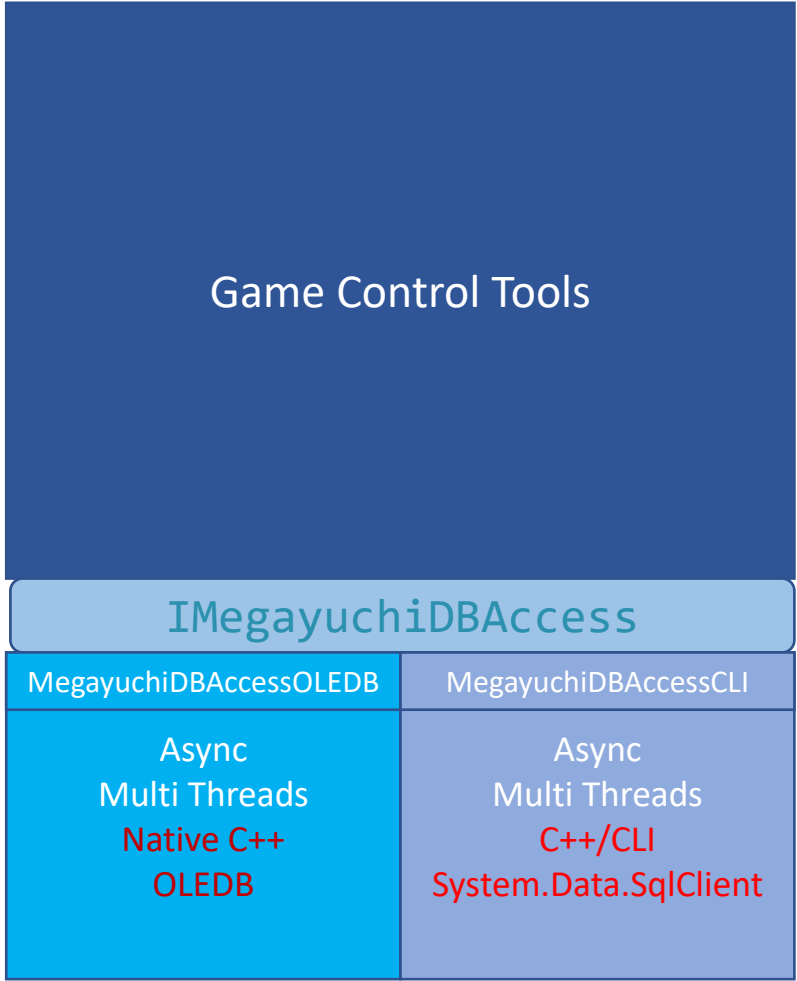 Game Control Tools
IMegayuchiDBAccess
MegayuchiDBAccessOLEDB
MegayuchiDBAccessCLI
Async
Multi Threads
Native C++
OLEDB
Async
Multi Threads
C++/CLI
System.Data.SqlClient